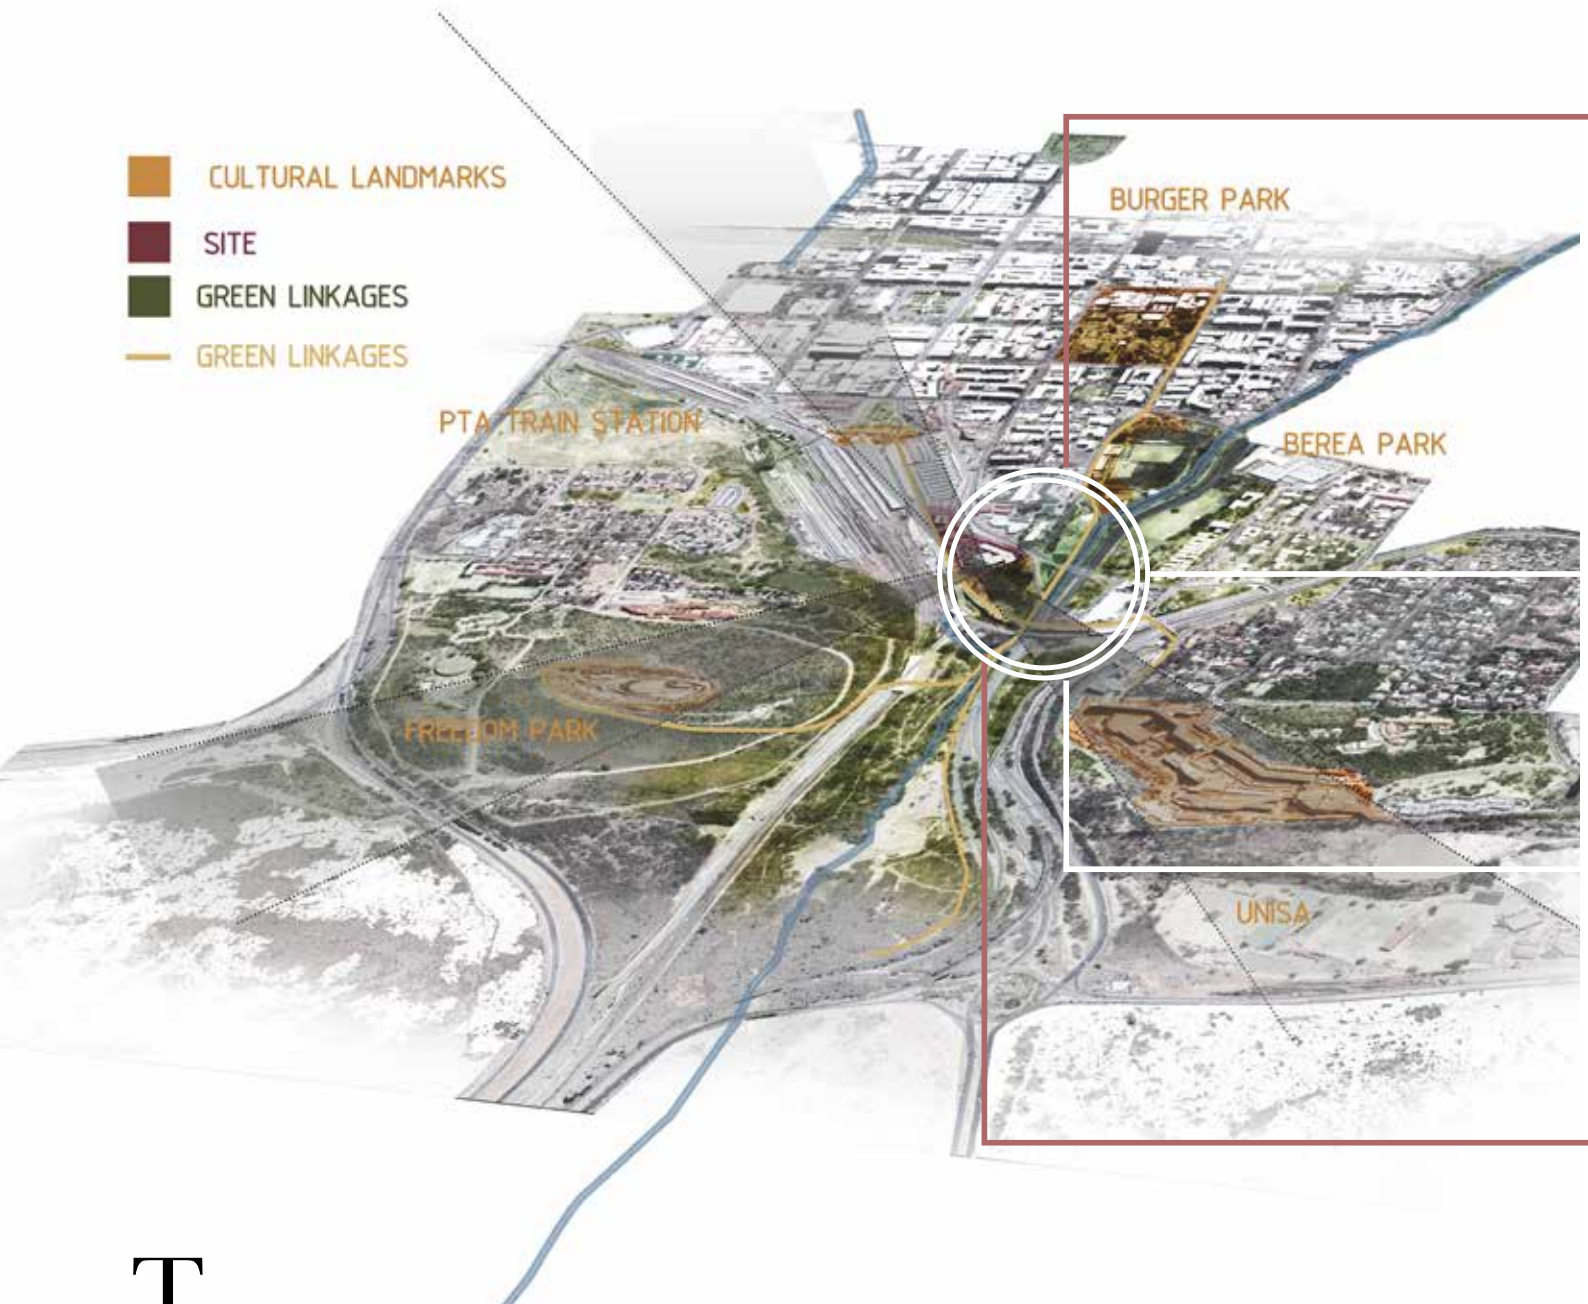 CULTURAL LANDMARKS
SITE
GREEN LINKAGES
GREEN LINKAGES
BURGER PARK
PTA TRAIN STATION
BEREA PARK
FREEDOM PARK
UNISA
T